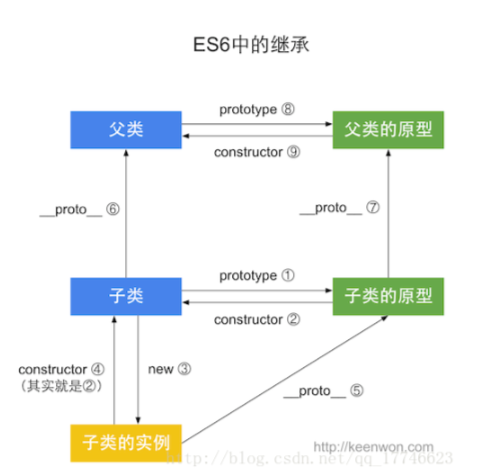 ES6中的继承
父类
prototype ⑧
父类的原型
constructor ⑨
__proto__ ⑥
__proto__ ⑦
子类
prototype ①
子类的原型
constructor ②
constructor ④
（其实就是②）
new ③
__proto__ ⑤
子类的实例
http://keenwon.com
http://blog.csdn.net/qq_17746623